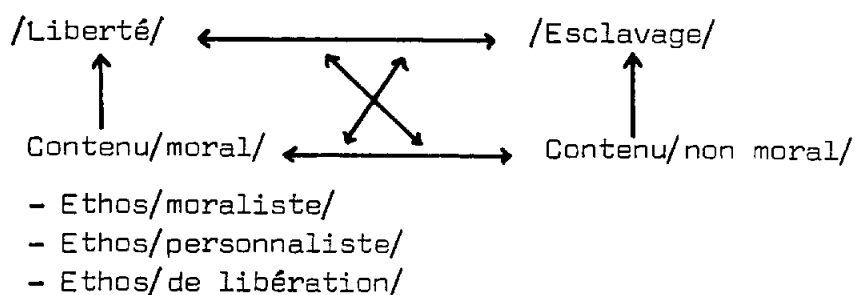 /Liberté/ /Esclavage/
Contenu/moral/ Contenu/non moral/
- Ethos/moraliste/
- Ethos/personnaliste/
- Ethos/de libération/